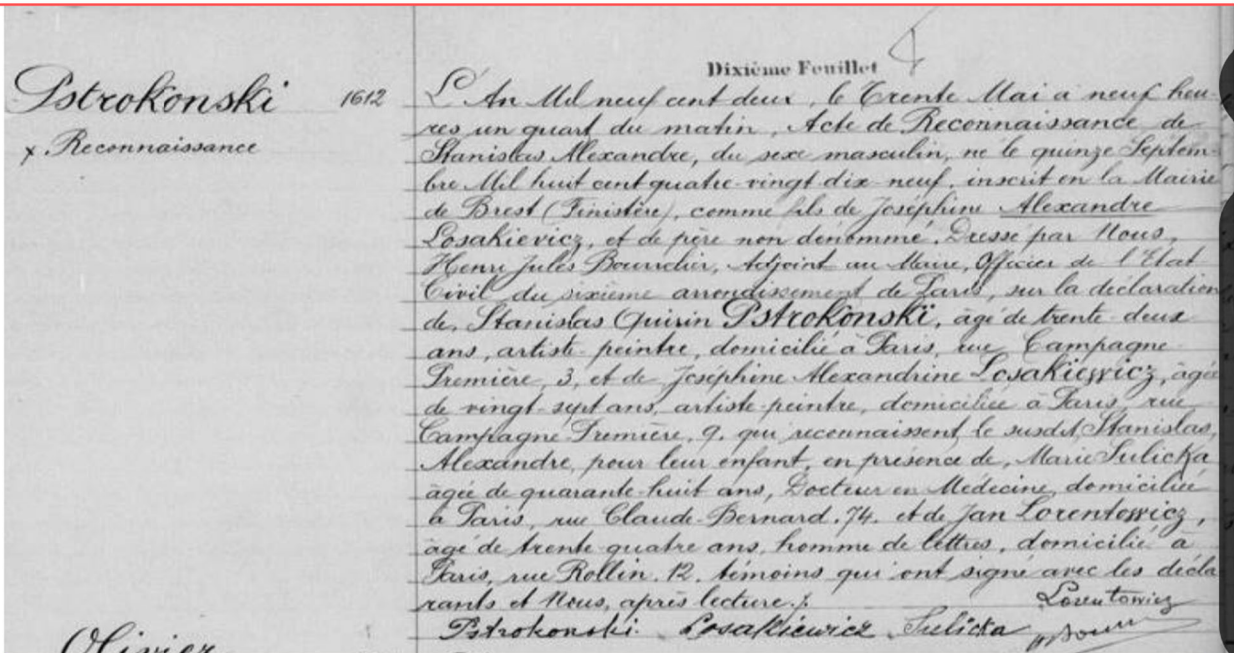 Dixième Feuillet
Pstrokonski 1612
x Reconnaissance
L'An Mil neuf cent deux, le Trente Mai à neuf heu-
res un quart du matin, Acte de Reconnaissance de
Stanislas Alexandre, du sexe masculin, né le quinze Septem-
bre Mil huit cent quatre-vingt dix-neuf, inscrit en la Mairie
de Brest (Finistère), comme fils de Joséphine Alexandre
Losakievicz, et de père non dénommé. Dressé par Nous,
Henri Jules, Adjoint au Maire, Officier de l'Etat
Civil du sixième arrondissement de Paris, sur la déclaration
de, Stanislas Quirin Pstrokonski, âgé de trente-deux
ans, artiste-peintre, domicilié à Paris, rue Campagne-
Première, 3, et de Joséphine Alexandrine Losakiewicz, âgée
de vingt-sept ans, artiste-peintre, domiciliée à Paris, rue
Campagne-Première, 9. qui reconnaissent le susdit, Stanislas,
Alexandre, pour leur enfant, en présence de, Marie Sulicka
âgée de quarante-huit ans, Docteur en Médecine, domiciliée
à Paris, rue Claude-Bernard. 74. et de Jan Lorentowicz,
âgé de trente-quatre ans, homme de lettres, domicilié à
Paris, rue Rollin. 12. témoins qui ont signé avec les décla-
rants et Nous, après lecture./.
Lorentowicz
Pstrokonski. Losakiewicz Sulicka
Olivier